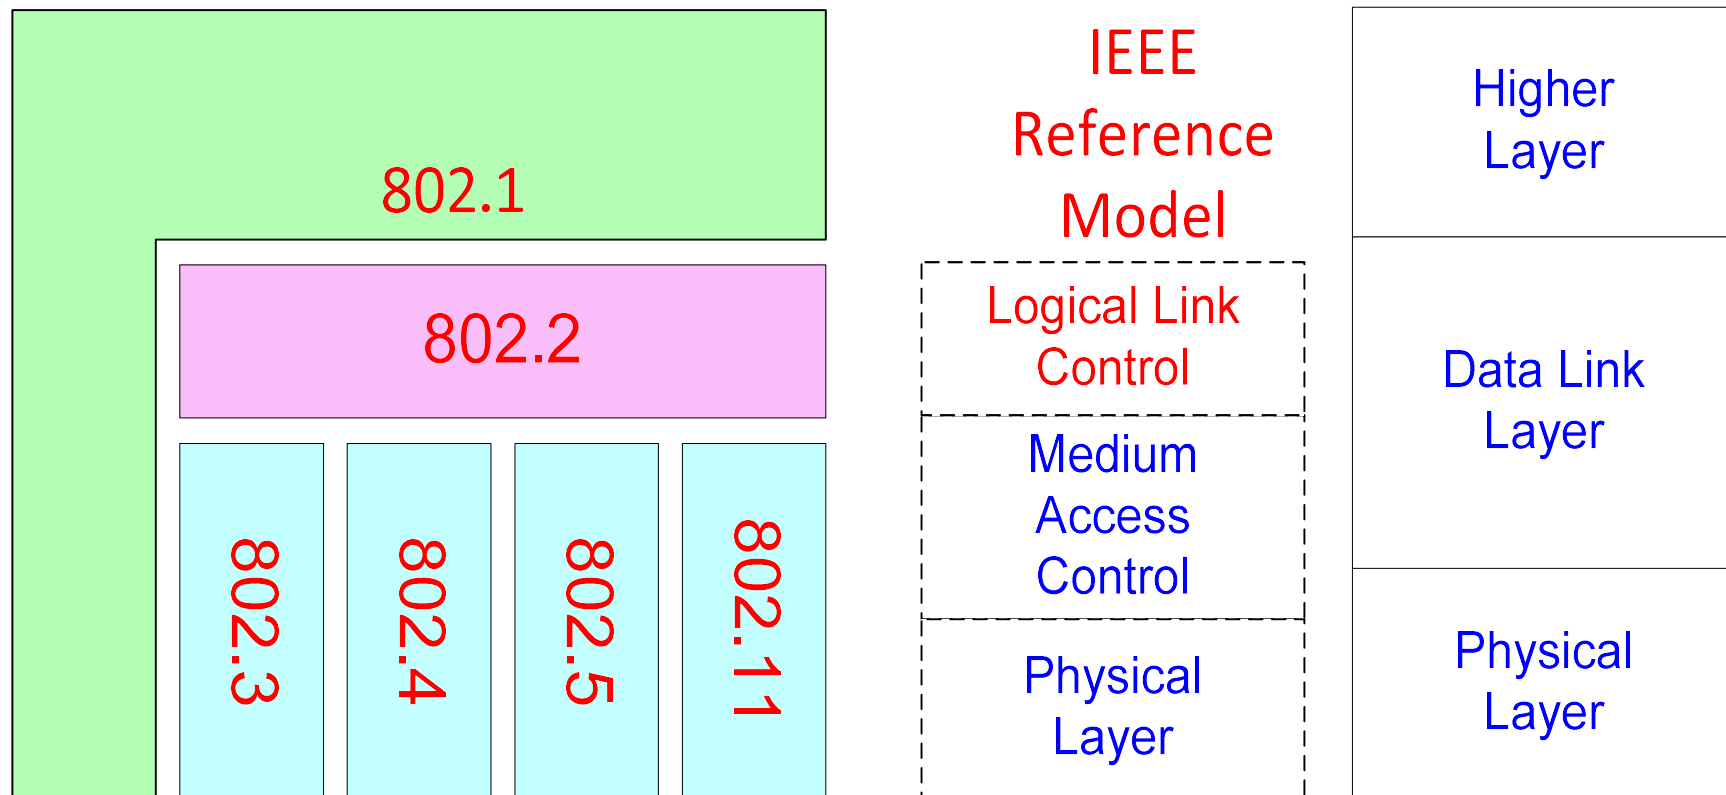 802.1
802.2
802.3
802.4
802.5
802.11
IEEE
Reference
Model
Logical Link
Control
Medium
Access
Control
Physical
Layer
Higher
Layer
Data Link
Layer
Physical
Layer